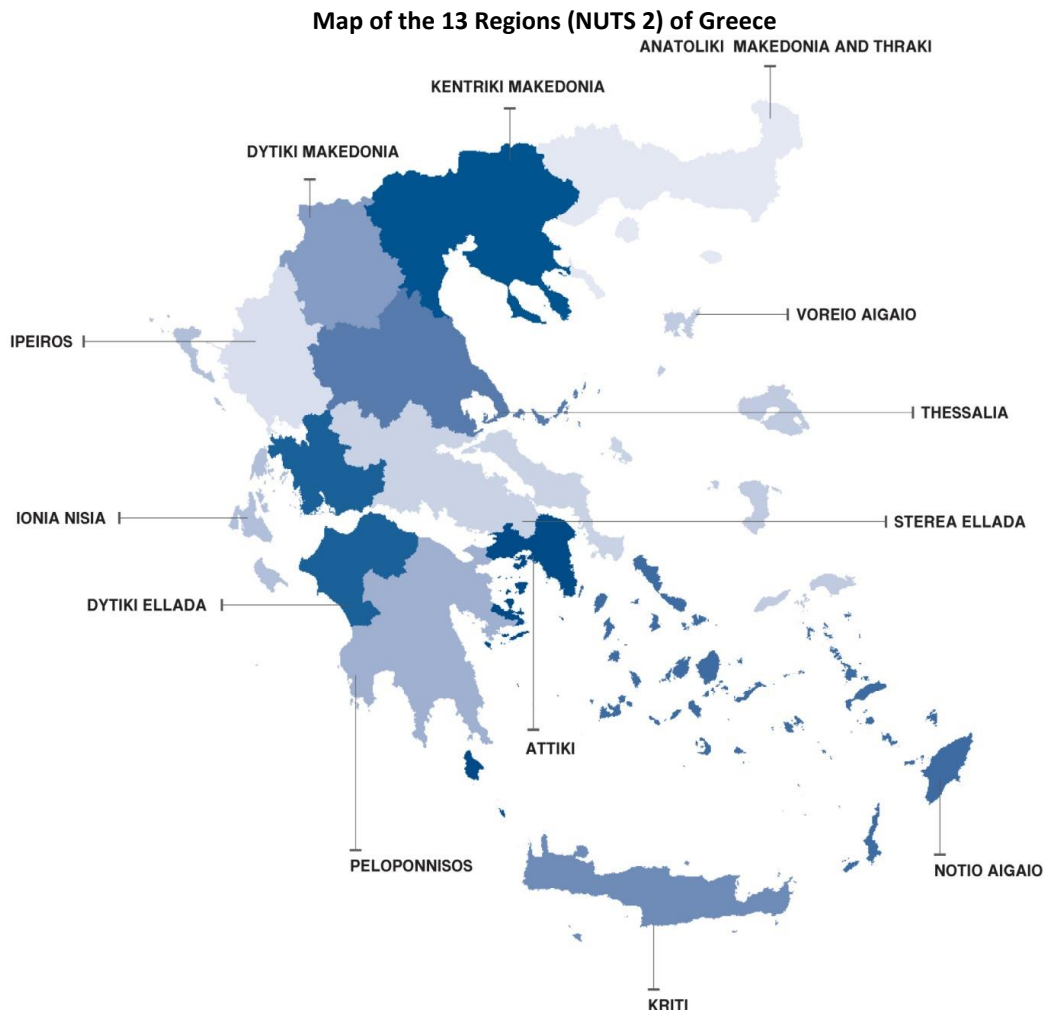 Map of the 13 Regions (NUTS 2) of Greece
ANATOLIKI MAKEDONIA AND THRAKI
KENTRIKI MAKEDONIA
DYTIKI MAKEDONIA
VOREIO AIGAIO
IPEIROS
THESSALIA
IONIA NISIA
STEREA ELLADA
DYTIKI ELLADA
ATTIKI
PELOPONNISOS
NOTIO AIGAIO
KRITI